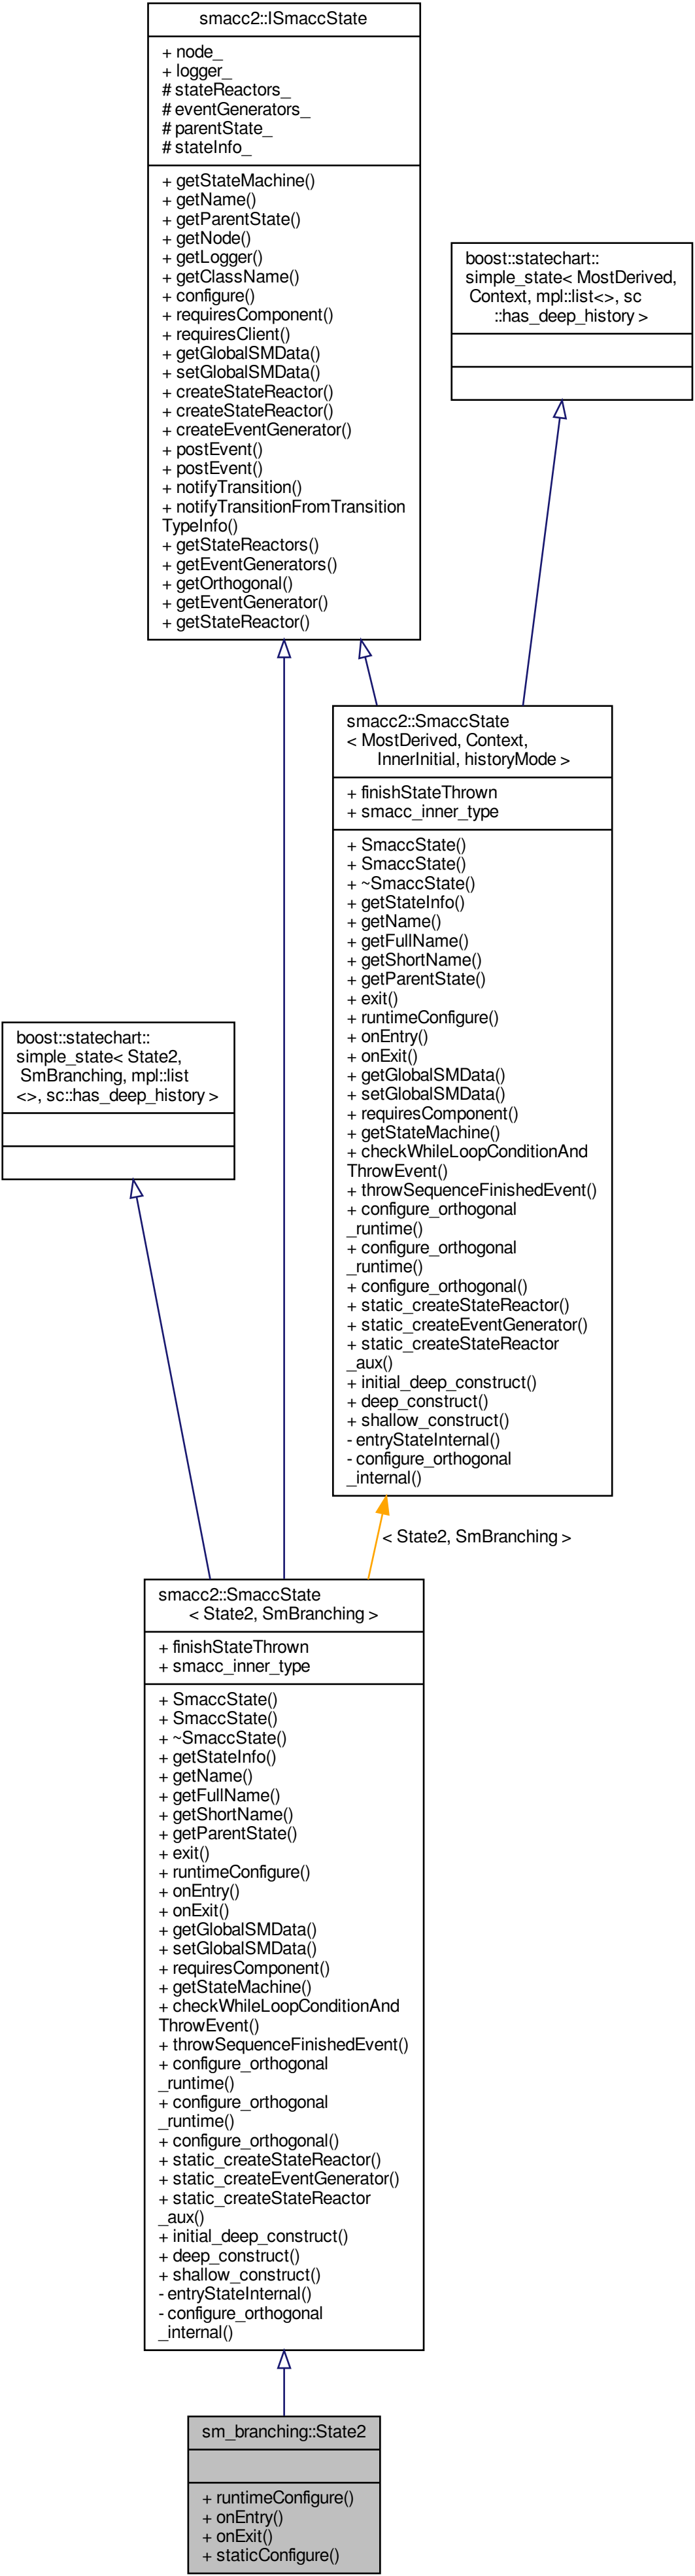 smacc2::ISmaccState
+ node_
+ logger_
# stateReactors_
# eventGenerators_
# parentState_
# stateInfo_
+ getStateMachine()
+ getName()
+ getParentState()
+ getNode()
+ getLogger()
+ getClassName()
+ configure()
+ requiresComponent()
+ requiresClient()
+ getGlobalSMData()
+ setGlobalSMData()
+ createStateReactor()
+ createStateReactor()
+ createEventGenerator()
+ postEvent()
+ postEvent()
+ notifyTransition()
+ notifyTransitionFromTransition
TypeInfo()
+ getStateReactors()
+ getEventGenerators()
+ getOrthogonal()
+ getEventGenerator()
+ getStateReactor()
boost::statechart::
simple_state< MostDerived,
Context, mpl::list<>, sc
::has_deep_history >
smacc2::SmaccState
< MostDerived, Context,
InnerInitial, historyMode >
+ finishStateThrown
+ smacc_inner_type
+ SmaccState()
+ SmaccState()
+ ~SmaccState()
+ getStateInfo()
+ getName()
+ getFullName()
+ getShortName()
+ getParentState()
+ exit()
+ runtimeConfigure()
+ onEntry()
+ onExit()
+ getGlobalSMData()
+ setGlobalSMData()
+ requiresComponent()
+ getStateMachine()
+ checkWhileLoopConditionAnd
ThrowEvent()
+ throwSequenceFinishedEvent()
+ configure_orthogonal
_runtime()
+ configure_orthogonal
_runtime()
+ configure_orthogonal()
+ static_createStateReactor()
+ static_createEventGenerator()
+ static_createStateReactor
_aux()
+ initial_deep_construct()
+ deep_construct()
+ shallow_construct()
- entryStateInternal()
- configure_orthogonal
_internal()
boost::statechart::
simple_state< State2,
SmBranching, mpl::list
<>, sc::has_deep_history >
< State2, SmBranching >
smacc2::SmaccState
< State2, SmBranching >
+ finishStateThrown
+ smacc_inner_type
+ SmaccState()
+ SmaccState()
+ ~SmaccState()
+ getStateInfo()
+ getName()
+ getFullName()
+ getShortName()
+ getParentState()
+ exit()
+ runtimeConfigure()
+ onEntry()
+ onExit()
+ getGlobalSMData()
+ setGlobalSMData()
+ requiresComponent()
+ getStateMachine()
+ checkWhileLoopConditionAnd
ThrowEvent()
+ throwSequenceFinishedEvent()
+ configure_orthogonal
_runtime()
+ configure_orthogonal
_runtime()
+ configure_orthogonal()
+ static_createStateReactor()
+ static_createEventGenerator()
+ static_createStateReactor
_aux()
+ initial_deep_construct()
+ deep_construct()
+ shallow_construct()
- entryStateInternal()
- configure_orthogonal
_internal()
sm_branching::State2
+ runtimeConfigure()
+ onEntry()
+ onExit()
+ staticConfigure()